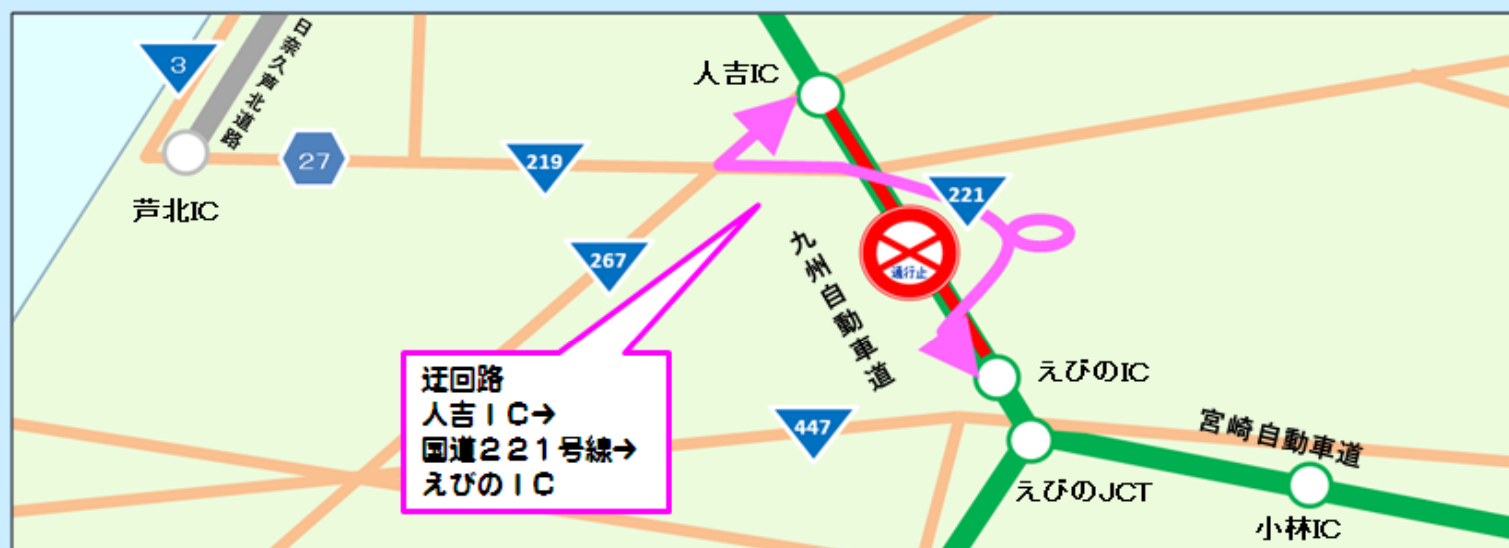 3
日奈久芦北道路
人吉IC
27
219
221
芦北IC
267
九州自動車道
通行止
迂回路
人吉ＩＣ→
国道２２１号線→
えびのＩＣ
えびのIC
447
宮崎自動車道
えびのJCT
小林IC